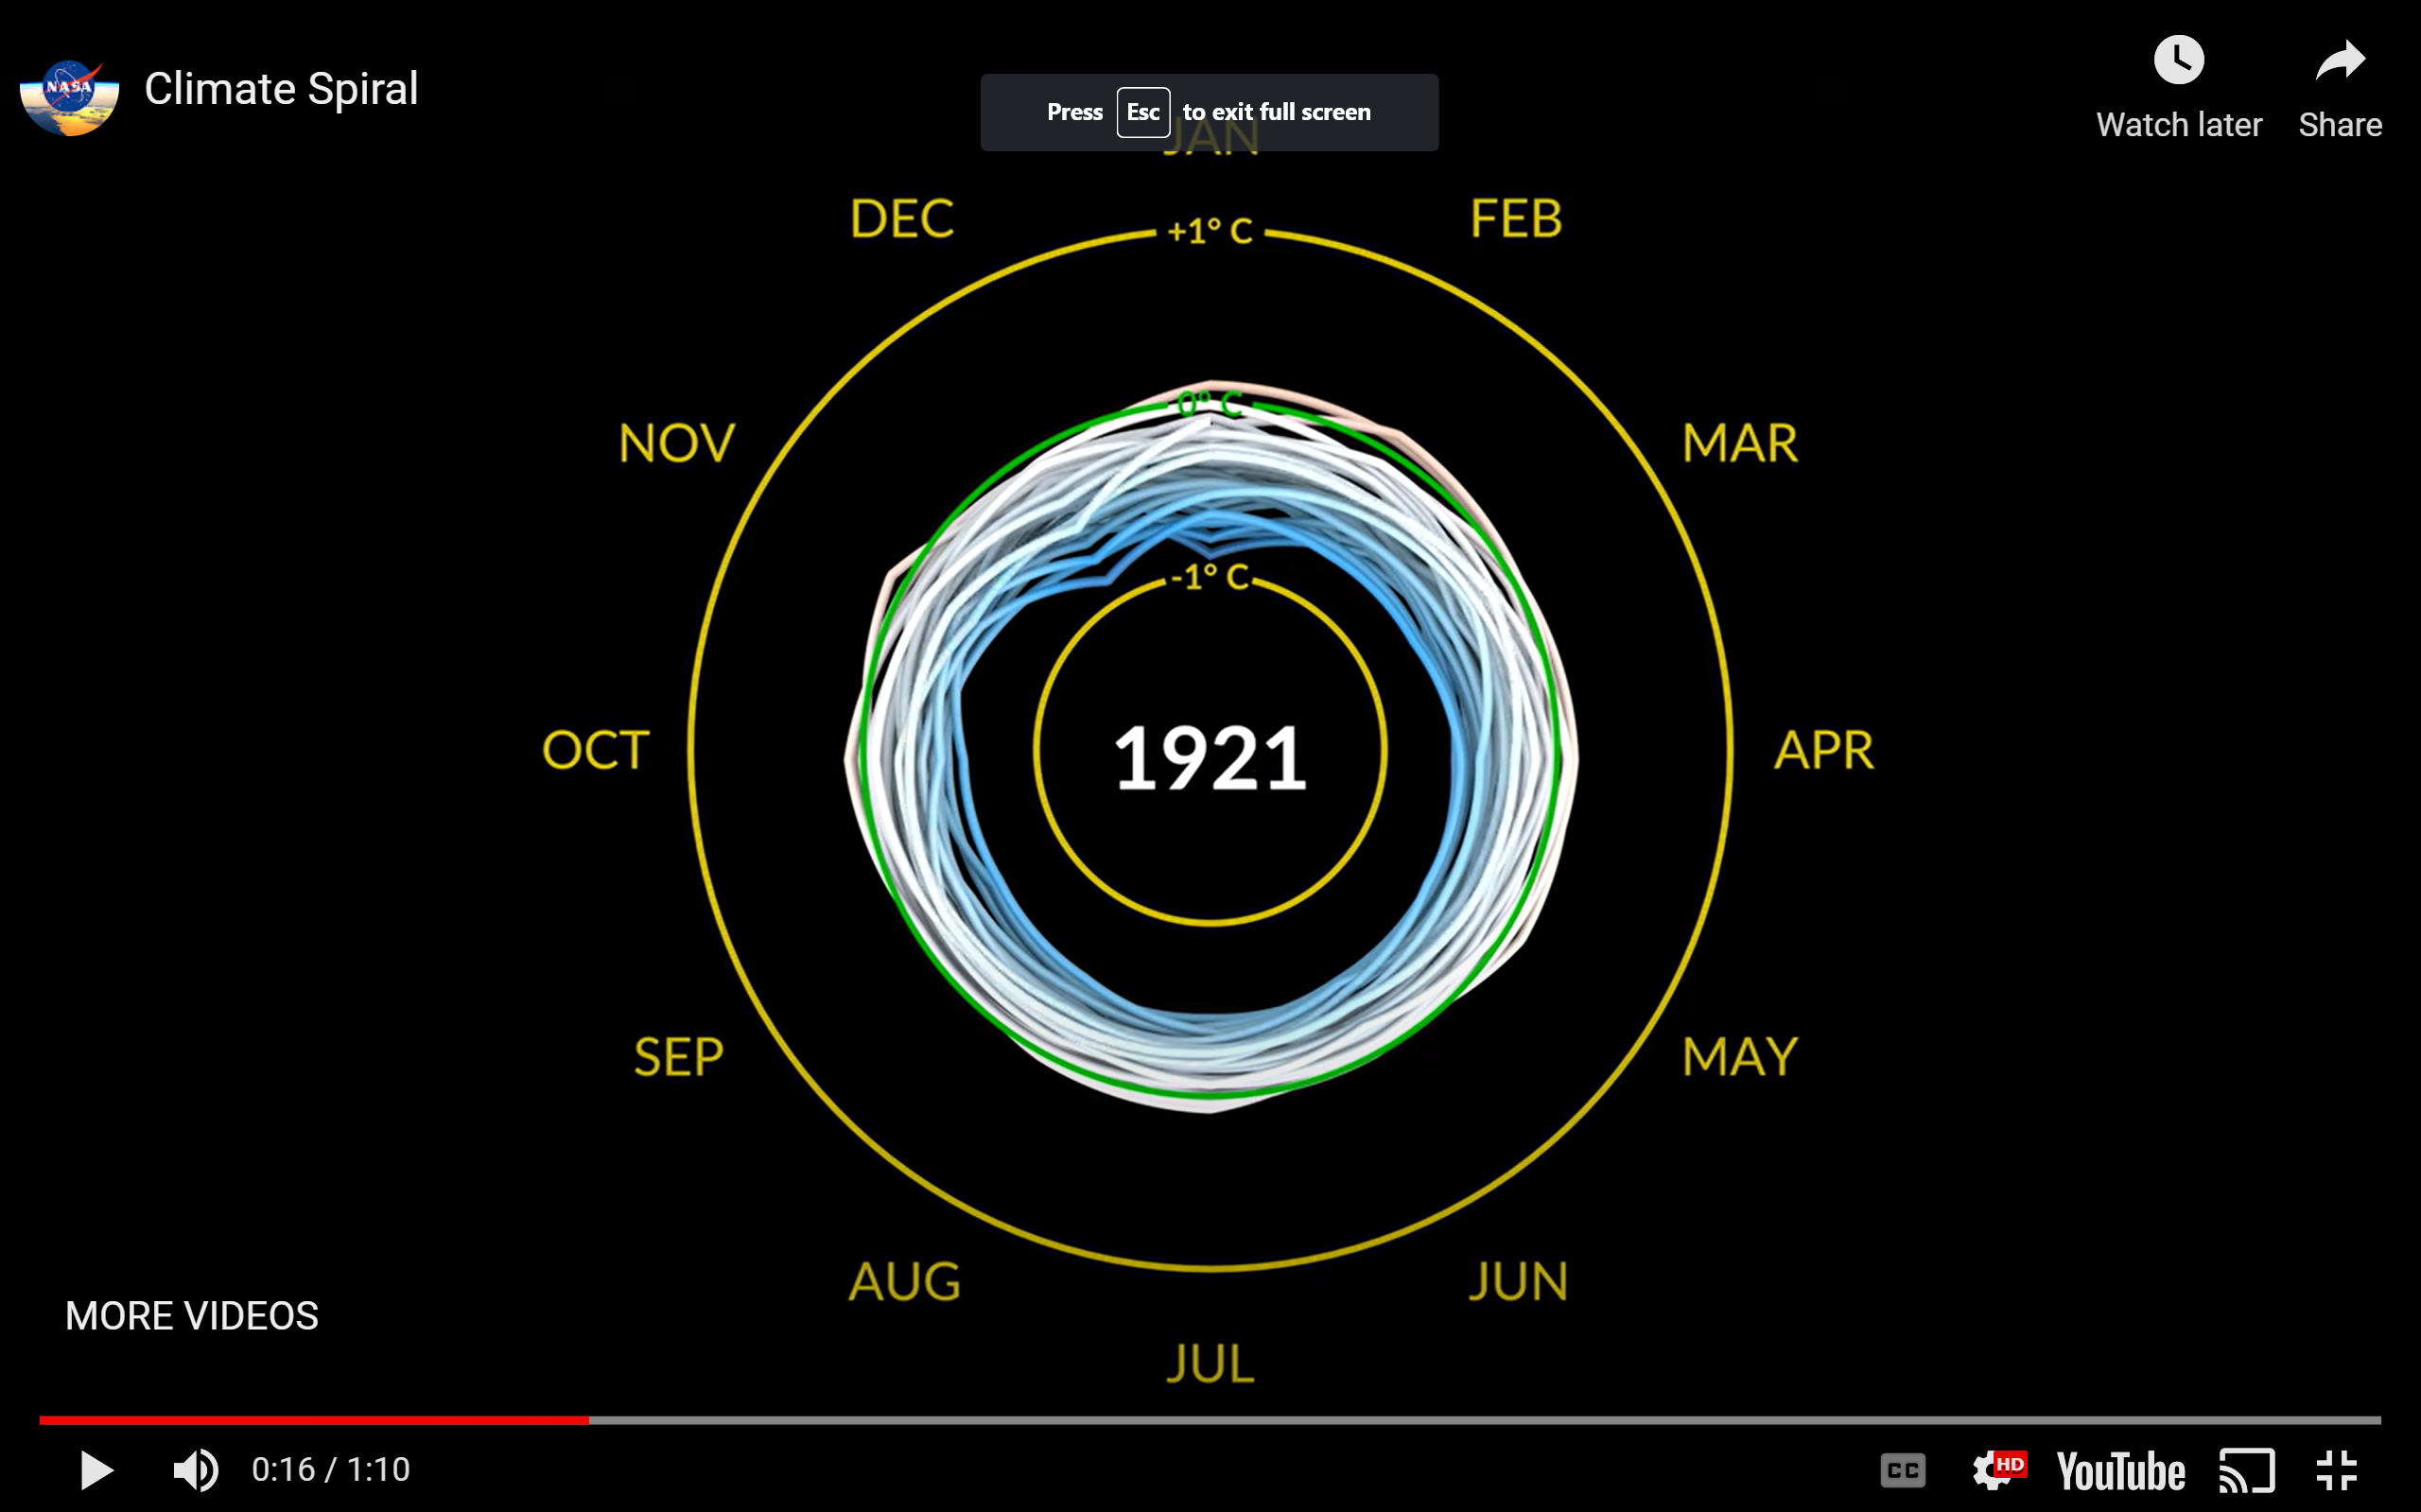 NASA
Climate Spiral
Press Esc to exit full screen
Watch later
Share
JAN
DEC
+1° C
FEB
NOV
0° C
MAR
-1° C
OCT
1921
APR
SEP
MAY
AUG
JUN
MORE VIDEOS
JUL
0:16 / 1:10
CC
HD
YouTube